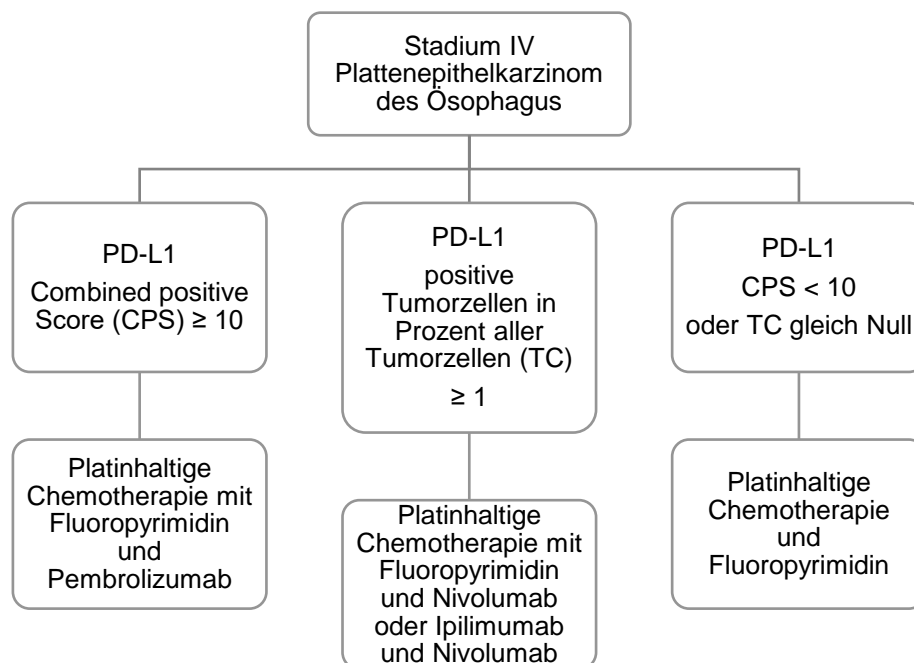 Stadium IV
Plattenepithelkarzinom
des Ösophagus
PD-L1
Combined positive
Score (CPS) ≥ 10
PD-L1
positive
Tumorzellen in
Prozent aller
Tumorzellen (TC)
≥ 1
PD-L1
CPS < 10
oder TC gleich Null
Platinhaltige
Chemotherapie mit
Fluoropyrimidin
und
Pembrolizumab
Platinhaltige
Chemotherapie mit
Fluoropyrimidin
und Nivolumab
oder Ipilimumab
und Nivolumab
Platinhaltige
Chemotherapie
und
Fluoropyrimidin